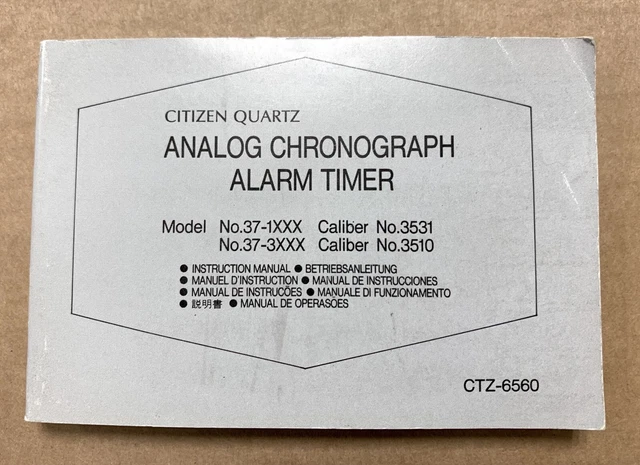 CITIZEN QUARTZ
ANALOG CHRONOGRAPH
ALARM TIMER
Model No.37-1XXX Caliber No.3531
No.37-3XXX Caliber No.3510
● INSTRUCTION MANUAL ● BETRIEBSANLEITUNG
● MANUEL D'INSTRUCTION ● MANUAL DE INSTRUCCIONES
● MANUAL DE INSTRUCÕES ● MANUALE DI FUNZIONAMENTO
● 説明書 ● MANUAL DE OPERASOES
CTZ-6560